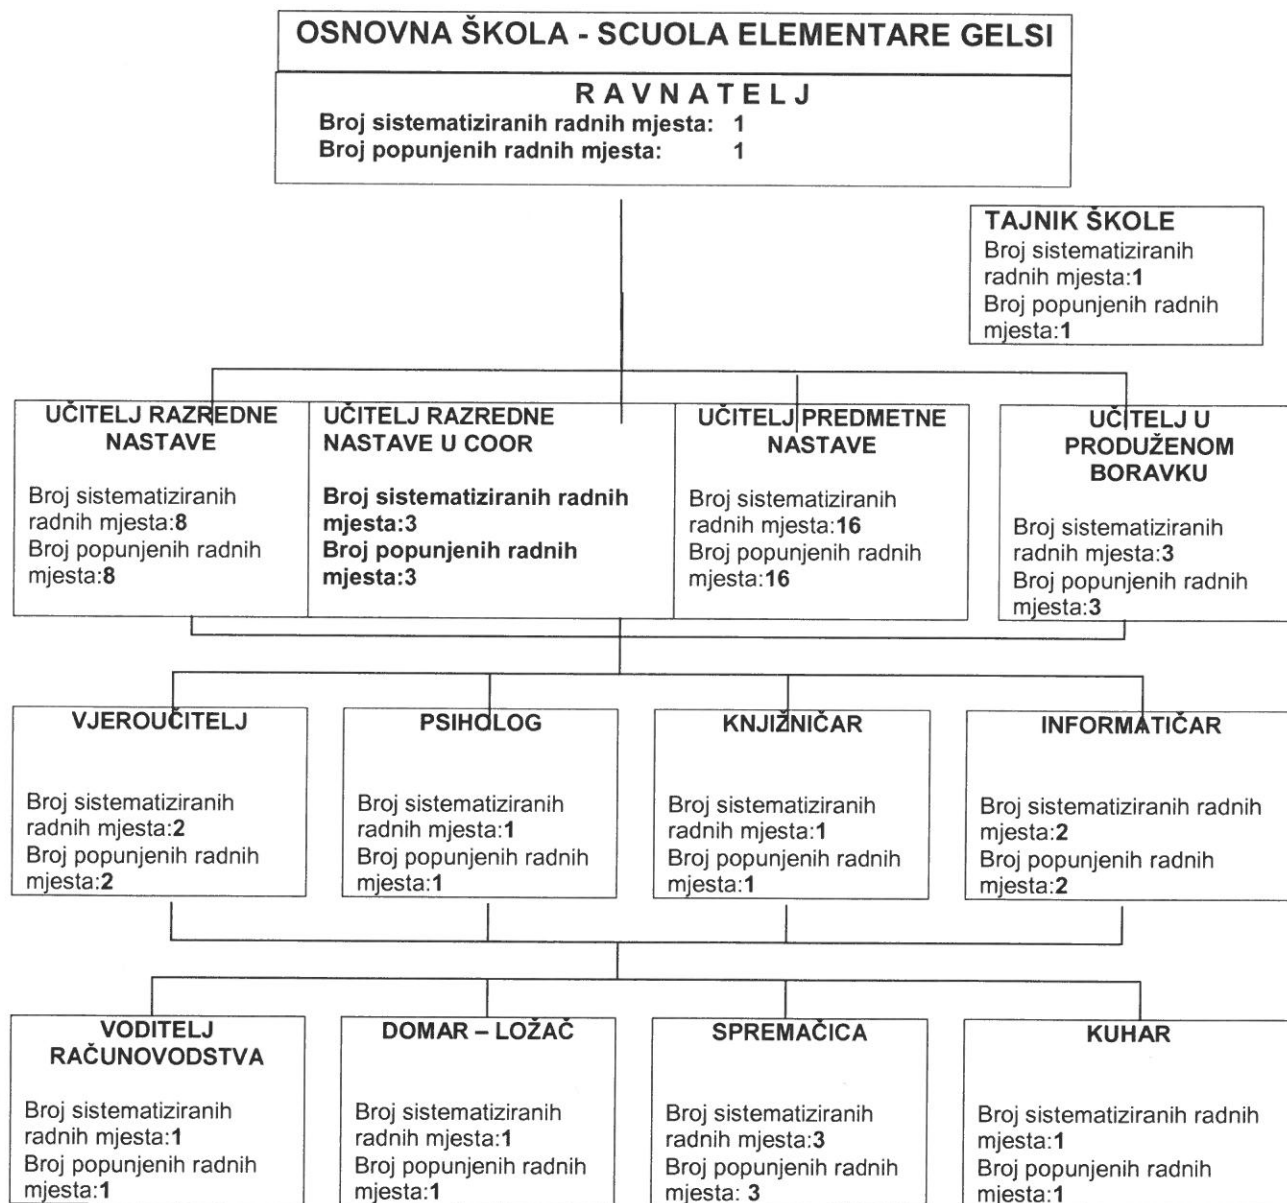 OSNOVNA ŠKOLA - SCUOLA ELEMENTARE GELSI
R A V N A T E L J
Broj sistematiziranih radnih mjesta: 1
Broj popunjenih radnih mjesta: 1
TAJNIK ŠKOLE
Broj sistematiziranih
radnih mjesta:1
Broj popunjenih radnih
mjesta:1
UČITELJ RAZREDNE
NASTAVE
Broj sistematiziranih
radnih mjesta:8
Broj popunjenih radnih
mjesta:8
UČITELJ RAZREDNE
NASTAVE U COOR
Broj sistematiziranih radnih
mjesta:3
Broj popunjenih radnih
mjesta:3
UČITELJ PREDMETNE
NASTAVE
Broj sistematiziranih
radnih mjesta:16
Broj popunjenih radnih
mjesta:16
UČITELJ U
PRODUŽENOM
BORAVKU
Broj sistematiziranih
radnih mjesta:3
Broj popunjenih radnih
mjesta:3
VJEROUČITELJ
Broj sistematiziranih
radnih mjesta:2
Broj popunjenih radnih
mjesta:2
PSIHOLOG
Broj sistematiziranih
radnih mjesta:1
Broj popunjenih radnih
mjesta:1
KNJIŽNIČAR
Broj sistematiziranih
radnih mjesta:1
Broj popunjenih radnih
mjesta:1
INFORMATIČAR
Broj sistematiziranih radnih
mjesta:2
Broj popunjenih radnih
mjesta:2
VODITELJ
RAČUNOVODSTVA
Broj sistematiziranih
radnih mjesta:1
Broj popunjenih radnih
mjesta:1
DOMAR – LOŽAČ
Broj sistematiziranih
radnih mjesta:1
Broj popunjenih radnih
mjesta:1
SPREMAČICA
Broj sistematiziranih
radnih mjesta:3
Broj popunjenih radnih
mjesta: 3
KUHAR
Broj sistematiziranih radnih
mjesta:1
Broj popunjenih radnih
mjesta:1